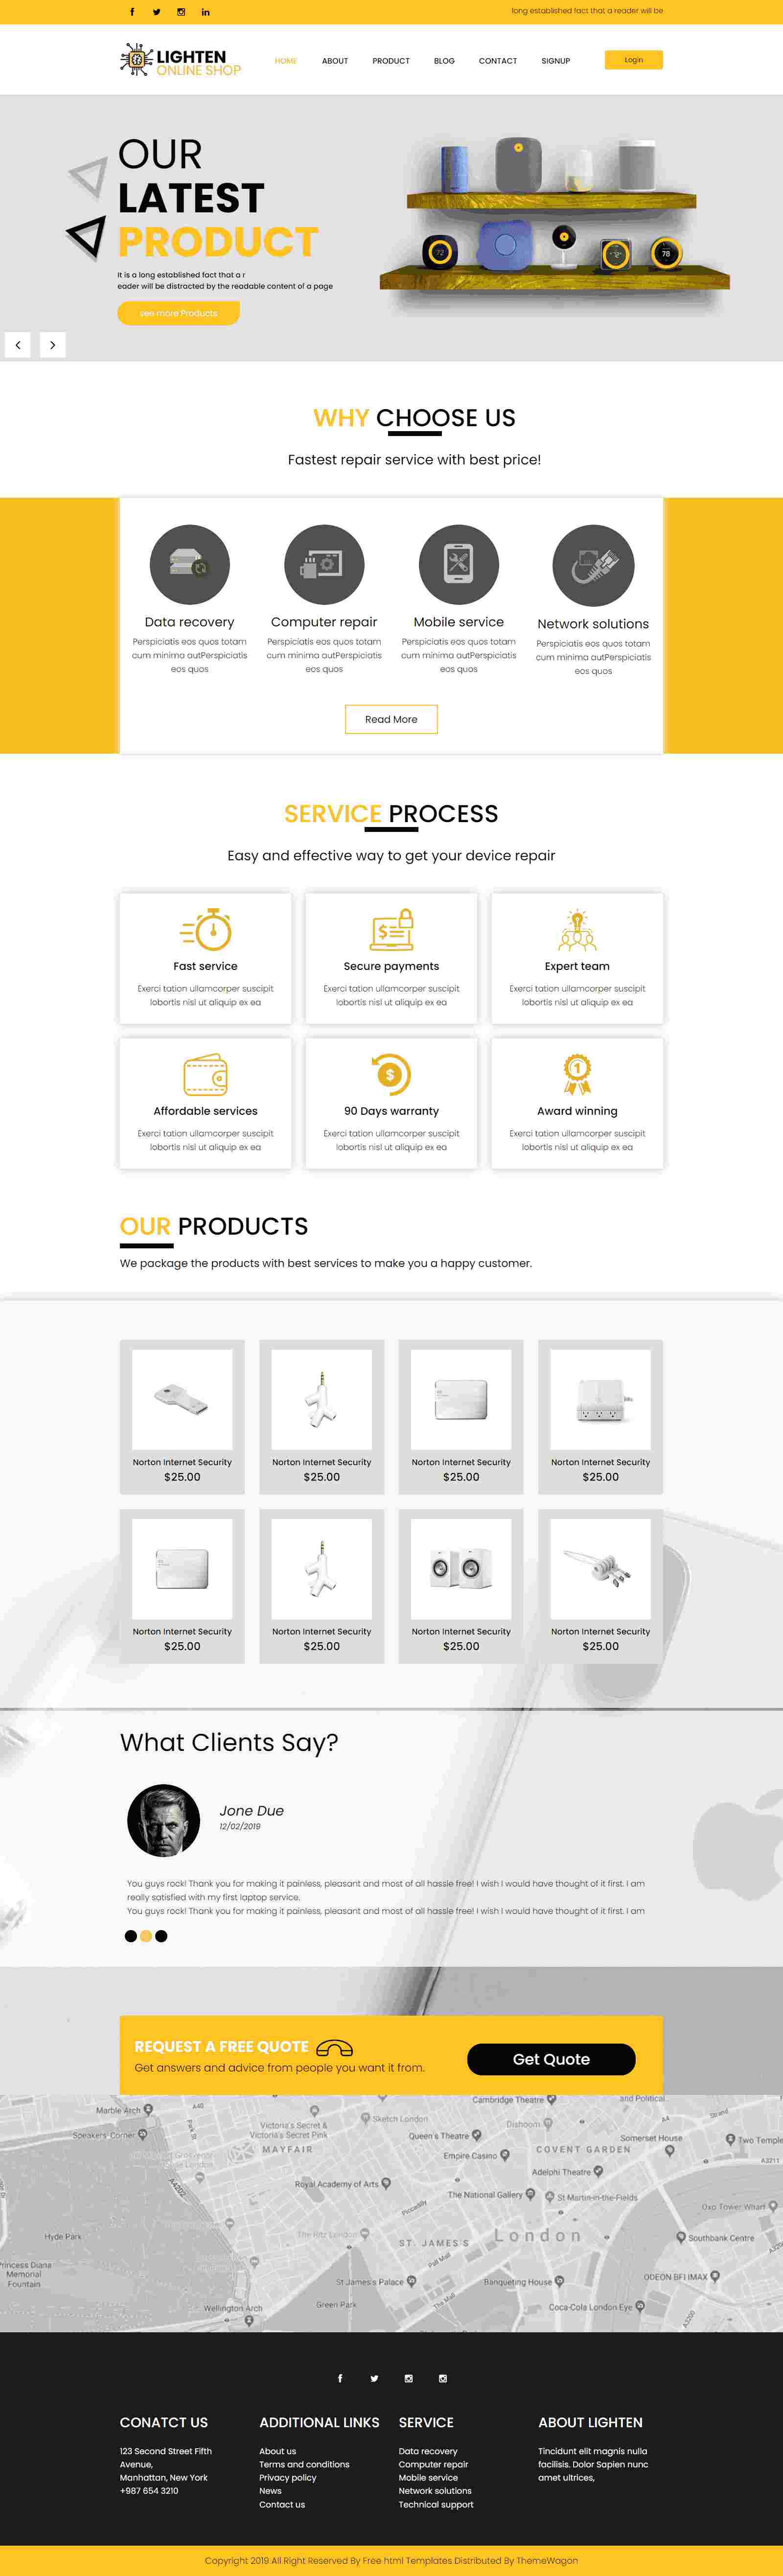 long established fact that a reader will be
LIGHTEN
ONLINE SHOP
HOME
ABOUT
PRODUCT
BLOG
CONTACT
SIGNUP
Login
OUR
LATEST
PRODUCT
It is a long established fact that a r
eader will be distracted by the readable content of a page
see more Products
72
78
WHY CHOOSE US
Fastest repair service with best price!
Data recovery
Perspiciatis eos quos totam
cum minima autPerspiciatis
eos quos
Computer repair
Perspiciatis eos quos totam
cum minima autPerspiciatis
eos quos
Mobile service
Perspiciatis eos quos totam
cum minima autPerspiciatis
eos quos
Network solutions
Perspiciatis eos quos totam
cum minima autPerspiciatis
eos quos
Read More
SERVICE PROCESS
Easy and effective way to get your device repair
Fast service
Exerci tation ullamcorper suscipit
lobortis nisl ut aliquip ex ea
Secure payments
Exerci tation ullamcorper suscipit
lobortis nisl ut aliquip ex ea
Expert team
Exerci tation ullamcorper suscipit
lobortis nisl ut aliquip ex ea
Affordable services
Exerci tation ullamcorper suscipit
lobortis nisl ut aliquip ex ea
90 Days warranty
Exerci tation ullamcorper suscipit
lobortis nisl ut aliquip ex ea
Award winning
Exerci tation ullamcorper suscipit
lobortis nisl ut aliquip ex ea
OUR PRODUCTS
We package the products with best services to make you a happy customer.
Norton Internet Security
$25.00
Norton Internet Security
$25.00
Norton Internet Security
$25.00
Norton Internet Security
$25.00
Norton Internet Security
$25.00
Norton Internet Security
$25.00
Norton Internet Security
$25.00
Norton Internet Security
$25.00
What Clients Say?
Jone Due
12/02/2019
You guys rock! Thank you for making it painless, pleasant and most of all hassle free! I wish I would have thought of it first. I am
really satisfied with my first laptop service.
You guys rock! Thank you for making it painless, pleasant and most of all hassle free! I wish I would have thought of it first. I am
REQUEST A FREE QUOTE
Get answers and advice from people you want it from.
Get Quote
Marble Arch
A40
Cambridge Theatre
and Political
Sketch London
Strand
Park St
Victoria's Secret &
Victoria's Secret Pink
Dishoom
A4
Speakers' Corner
Queen's Theatre
Somerset House
Two Temple
MAYFAIR
Empire Casino
COVENT GARDEN
A3211
Adelphi Theatre
Royal Academy of Arts
A4202
The National Gallery
St Martin-in-the-Fields
Piccadilly
Oxo Tower Wharf
Hyde Park
The Ritz London
London
Southbank Centre
ST. JAMES'S
Pall Mall
Princess Diana
Memorial
Fountain
St James's Palace
Banqueting House
ODEON BFI IMAX
The Mall
Green Park
Wellington Arch
Coca-Cola London Eye
A3200
CONATCT US
123 Second Street Fifth
Avenue,
Manhattan, New York
+987 654 3210
ADDITIONAL LINKS
About us
Terms and conditions
Privacy policy
News
Contact us
SERVICE
Data recovery
Computer repair
Mobile service
Network solutions
Technical support
ABOUT LIGHTEN
Tincidunt elit magnis nulla
facilisis. Dolor Sapien nunc
amet ultrices,
Copyright 2019 All Right Reserved By Free html Templates Distributed By ThemeWagon